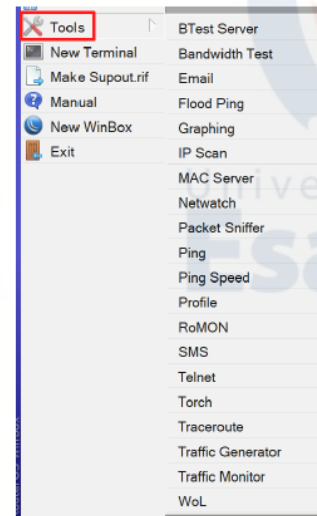 Tools
New Terminal
Make Supout.rif
Manual
New WinBox
Exit
BTest Server
Bandwidth Test
Email
Flood Ping
Graphing
IP Scan
MAC Server
Netwatch
Packet Sniffer
Ping
Ping Speed
Profile
RoMON
SMS
Telnet
Torch
Traceroute
Traffic Generator
Traffic Monitor
WoL